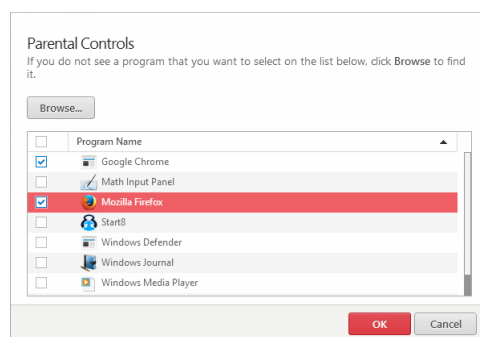 Parental Controls
If you do not see a program that you want to select on the list below, click Browse to find
it.
Browse...
Program Name
Google Chrome
Math Input Panel
Mozilla Firefox
Start8
Windows Defender
Windows Journal
Windows Media Player
OK Cancel